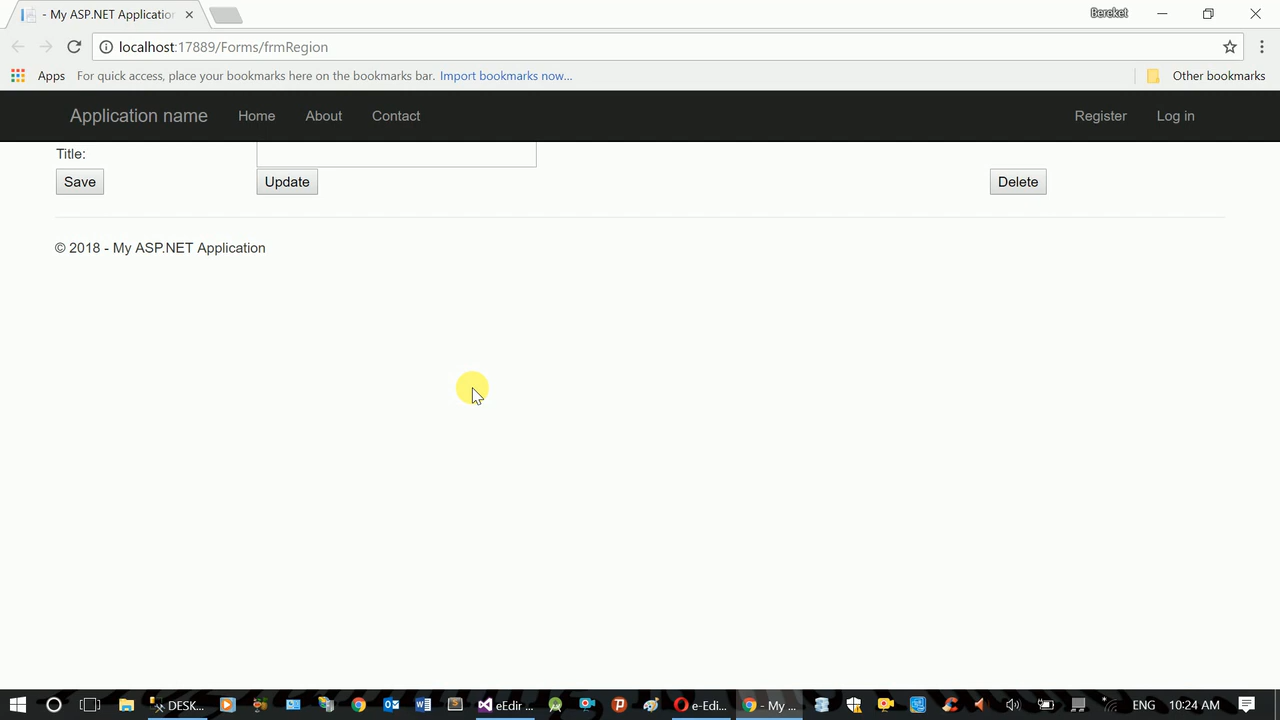 - My ASP.NET Application
Bereket
localhost:17889/Forms/frmRegion
Apps For quick access, place your bookmarks here on the bookmarks bar. Import bookmarks now... Other bookmarks
Application name Home About Contact Register Log in
Title:
Save Update Delete
© 2018 - My ASP.NET Application
DESK... eEdir ... e-Edi... - My ... ENG 10:24 AM